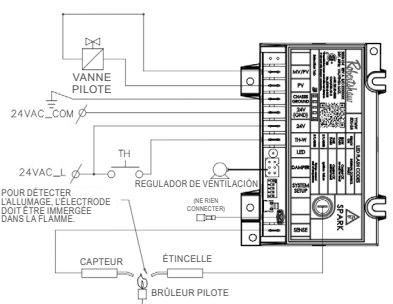 VANNE
PILOTE
24VAC_COM
TH
24VAC_L
REGULADOR DE VENTILACIÓN
POUR DÉTECTER
L'ALLUMAGE, L'ÉLECTRODE
DOIT ÊTRE IMMERGÉE
DANS LA FLAMME.
(NE RIEN
CONNECTER)
CAPTEUR
ÉTINCELLE
BRÛLEUR PILOTE
MV/PV
PV
CHASSIS
GROUND
24V
(GND)
24V
TH-W
LED
DAMPER
SYSTEM
SETUP
SENSE
SPARK
Robertshaw
LED FLASH CODES